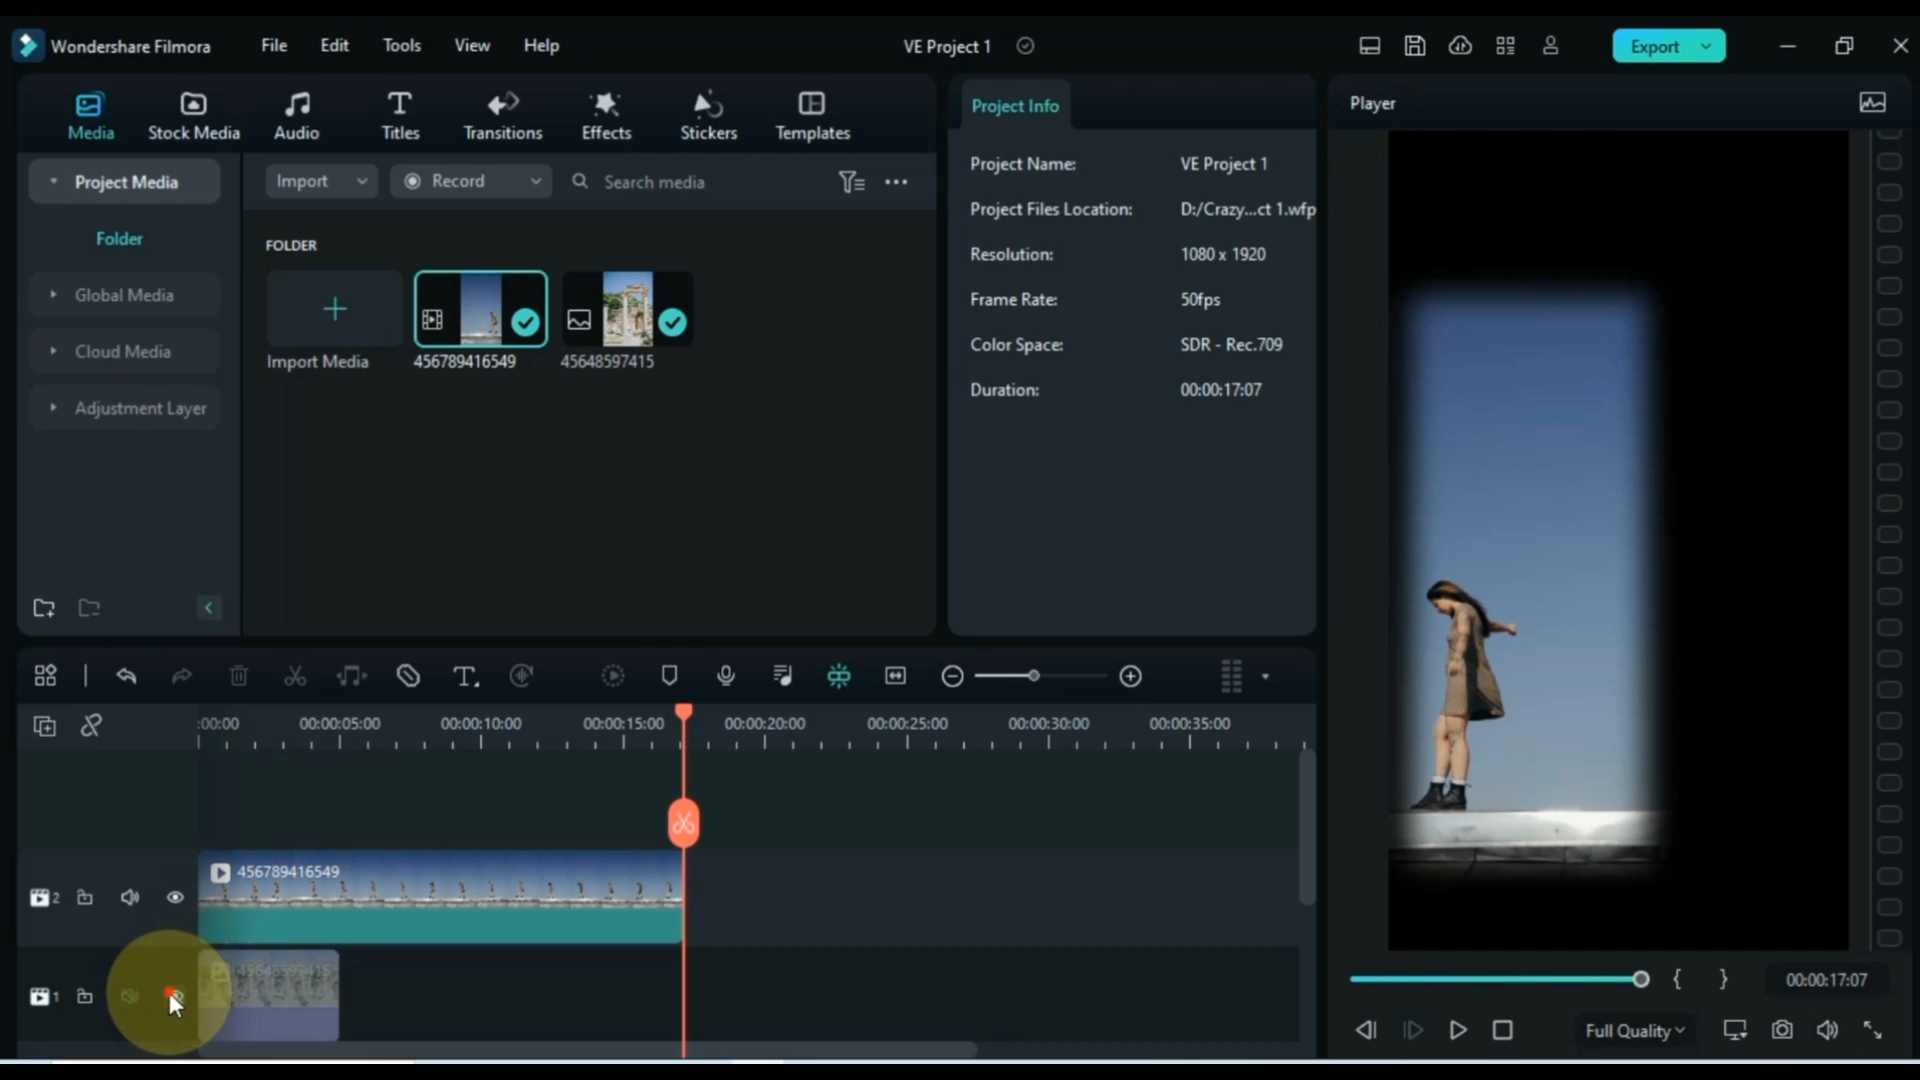 Wondershare Filmora
File
Edit
Tools
View
Help
VE Project 1
Export
Media
Stock Media
Audio
Titles
Transitions
Effects
Stickers
Templates
Project Info
Player
Project Media
Import
Record
Search media
Project Name:
VE Project 1
Project Files Location:
D:/Crazy...ct 1.wfp
Folder
FOLDER
Resolution:
1080 x 1920
Global Media
Frame Rate:
50fps
Cloud Media
Color Space:
SDR - Rec.709
Import Media
456789416549
45648597415
Duration:
00:00:17:07
Adjustment Layer
:00:00
00:00:05:00
00:00:10:00
00:00:15:00
00:00:20:00
00:00:25:00
00:00:30:00
00:00:35:00
456789416549
2
45648597415
1
00:00:17:07
Full Quality